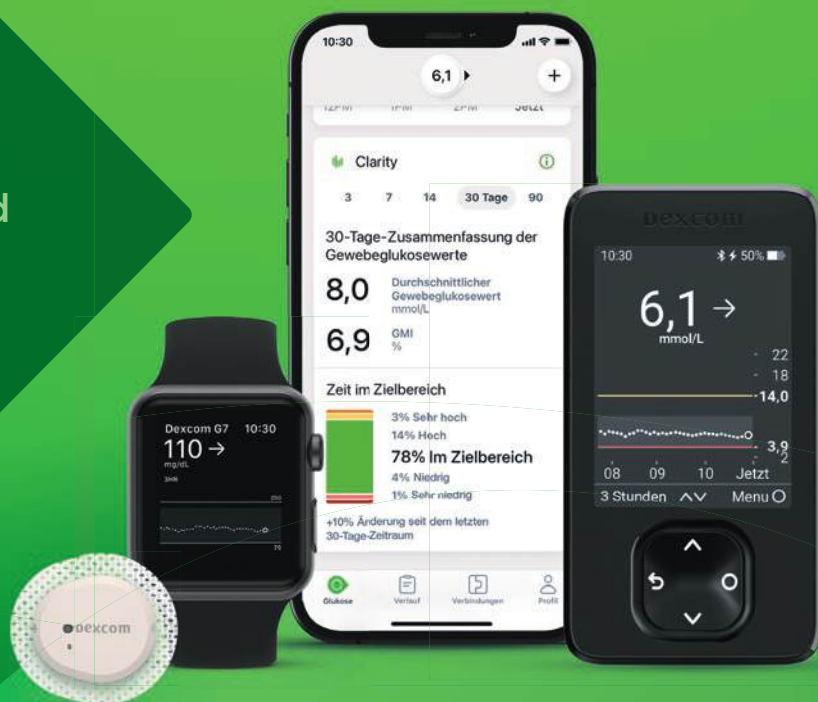 d
10:30
6,1
+
12PM 1PM 2PM Jetzt
Clarity
3 7 14 30 Tage 90
30-Tage-Zusammenfassung der
Gewebeglukosewerte
8,0
Durchschnittlicher
Gewebeglukosewert
mmol/L
6,9
GMI
%
Zeit im Zielbereich
3% Sehr hoch
14% Hoch
78% Im Zielbereich
4% Niedrig
1% Sehr niedrig
+10% Änderung seit dem letzten
30-Tage-Zeitraum
Glukose Verlauf Verbindungen Profil
Dexcom G7 10:30
110 →
mg/dL
dexcom
Dexcom
10:30 50%
6,1 →
mmol/L
22
18
14,0
3,9
2
08 09 10 Jetzt
3 Stunden Menu